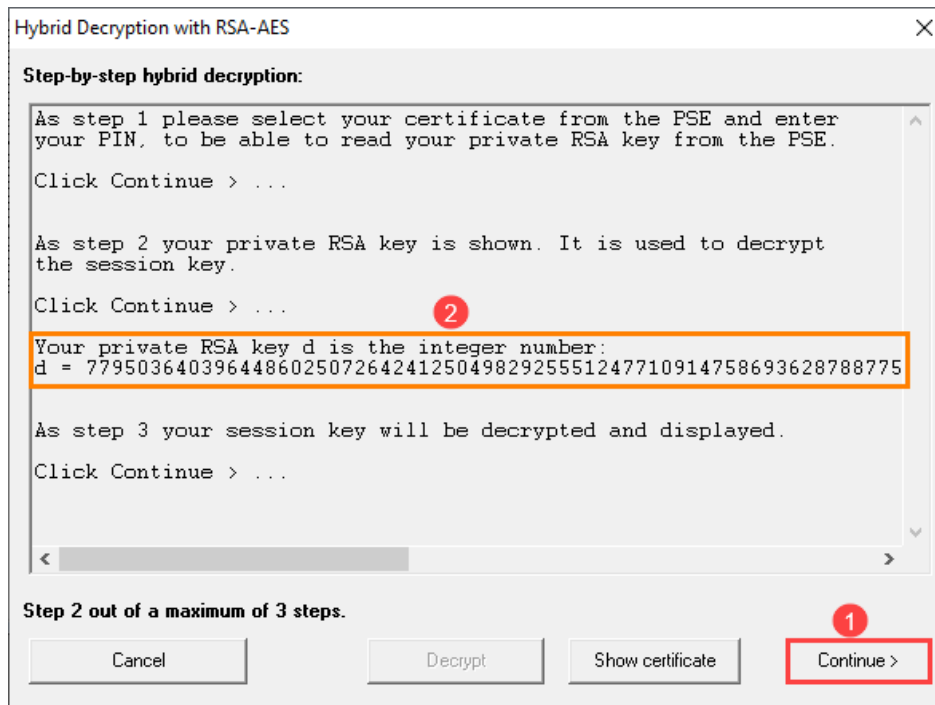 Hybrid Decryption with RSA-AES
Step-by-step hybrid decryption:
As step 1 please select your certificate from the PSE and enter
your PIN, to be able to read your private RSA key from the PSE.
Click Continue > ...
As step 2 your private RSA key is shown. It is used to decrypt
the session key.
Click Continue > ...
2
Your private RSA key d is the integer number:
d = 779503640396448602507264241250498292555124771091475869362878877​5
As step 3 your session key will be decrypted and displayed.
Click Continue > ...
Step 2 out of a maximum of 3 steps.
1
Cancel
Decrypt
Show certificate
Continue >